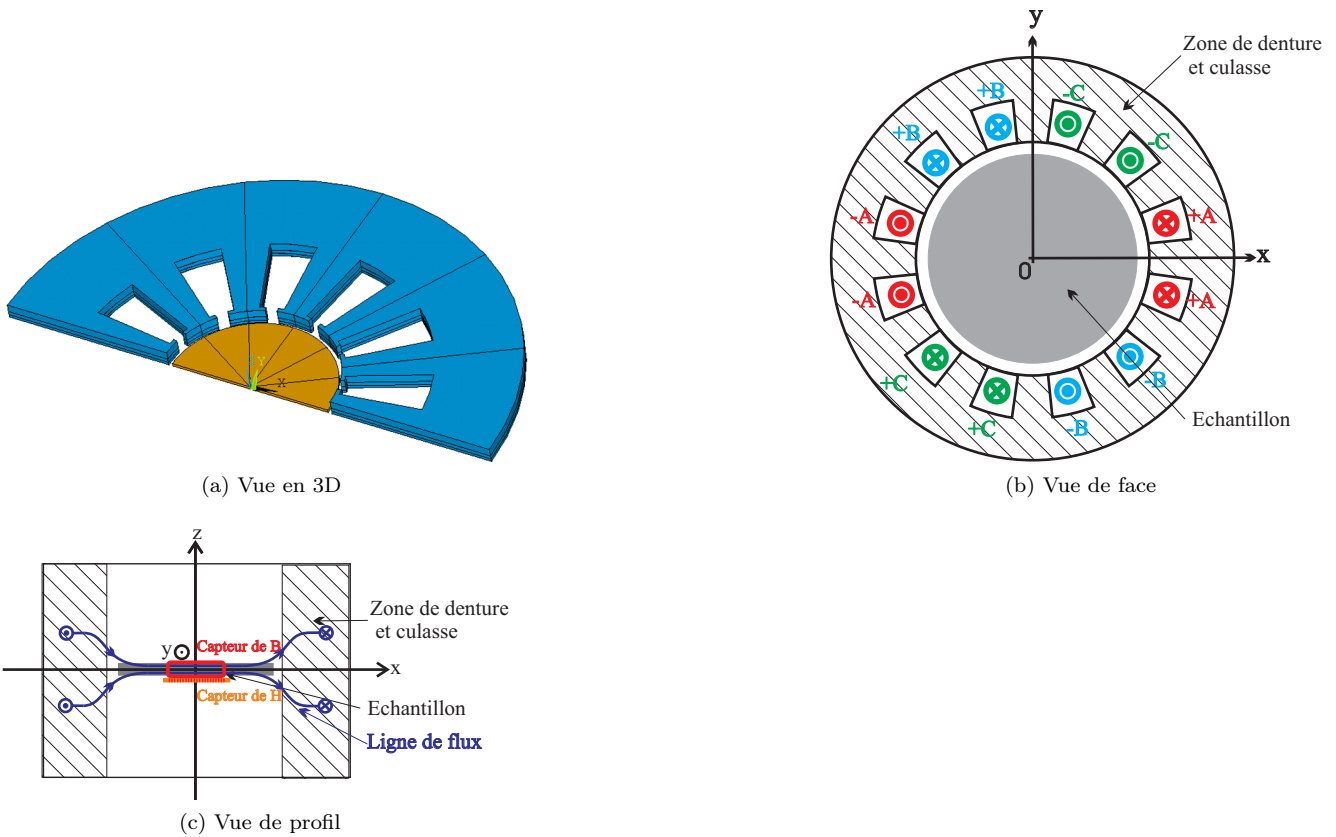 z
Y
X
(a) Vue en 3D
y
Zone de denture
et culasse
+B
-C
+B
-C
-A
+A
x
0
-A
+A
+C
-B
+C
-B
Echantillon
(b) Vue de face
z
Zone de denture
et culasse
y
Capteur de B
x
Capteur de H
Echantillon
Ligne de flux
(c) Vue de profil